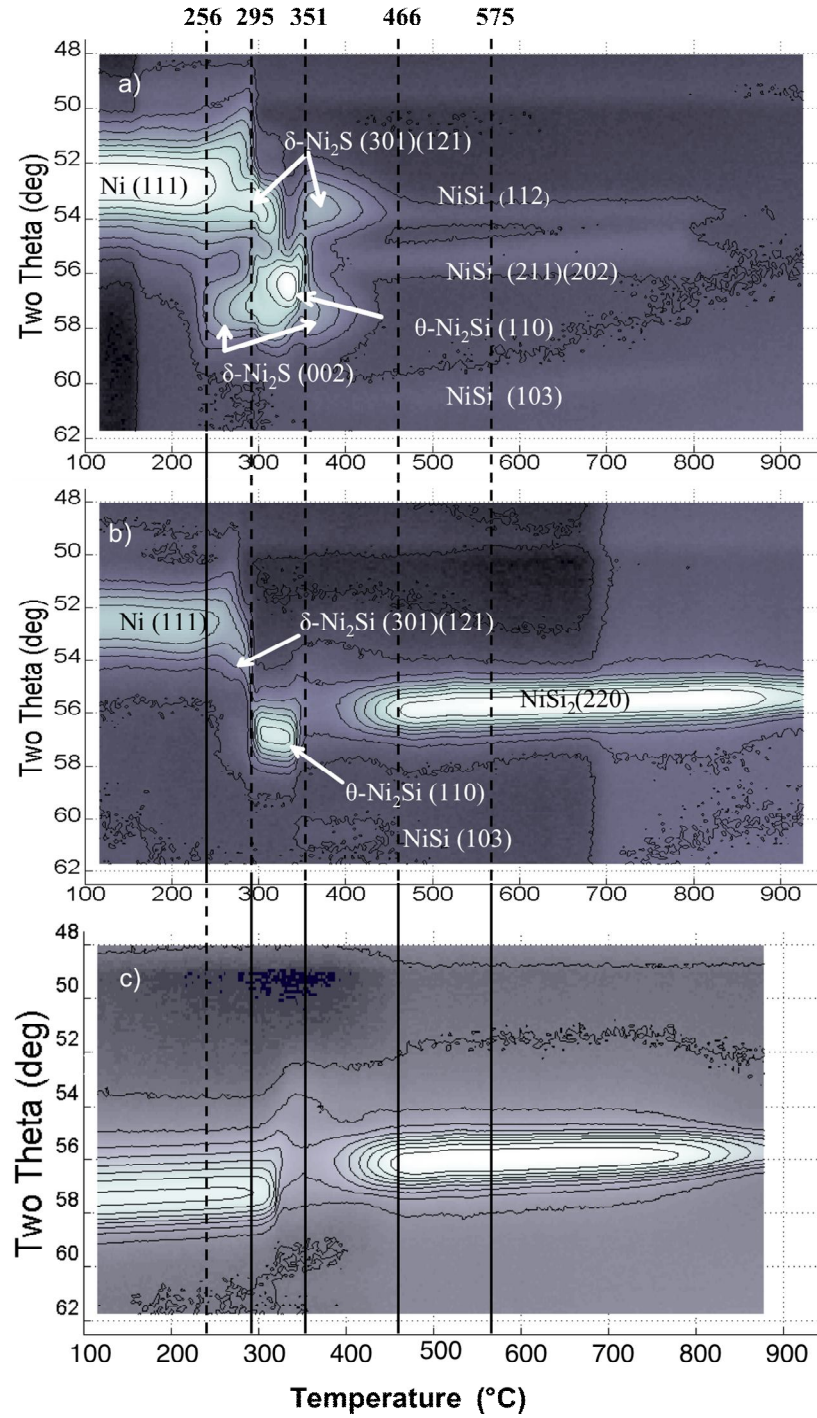 256 295 351 466 575
48
a)
50
δ-Ni₂S (301)(121)
52
Ni (111)
NiSi (112)
54
Two Theta (deg)
56
NiSi (211)(202)
58
θ-Ni₂Si (110)
δ-Ni₂S (002)
60
NiSi (103)
62
100 200 300 400 500 600 700 800 900
48
b)
50
52
Ni (111)
δ-Ni₂Si (301)(121)
54
Two Theta (deg)
56
NiSi₂(220)
58
θ-Ni₂Si (110)
60
NiSi (103)
62
100 200 300 400 500 600 700 800 900
48
c)
50
52
54
Two Theta (deg)
56
58
60
62
100 200 300 400 500 600 700 800 900
Temperature (°C)